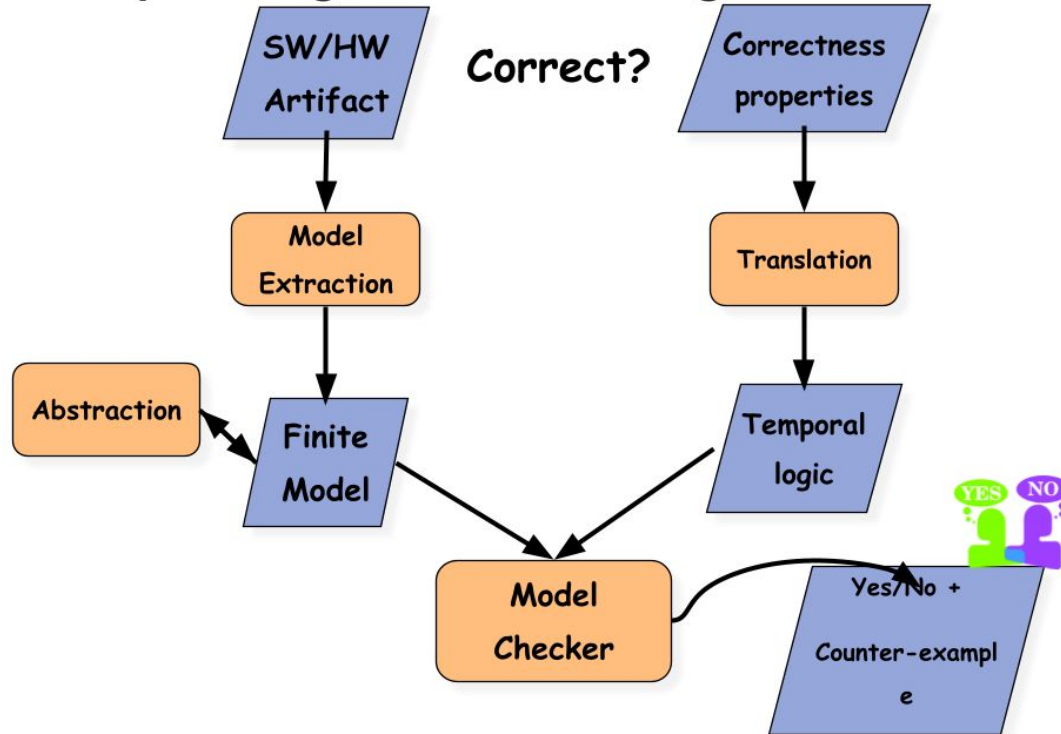 SW/HW
Artifact
Correct?
Correctness
properties
Model
Extraction
Translation
Abstraction
Finite
Model
Temporal
logic
YES
NO
Model
Checker
Yes/No +
Counter-exampl
e